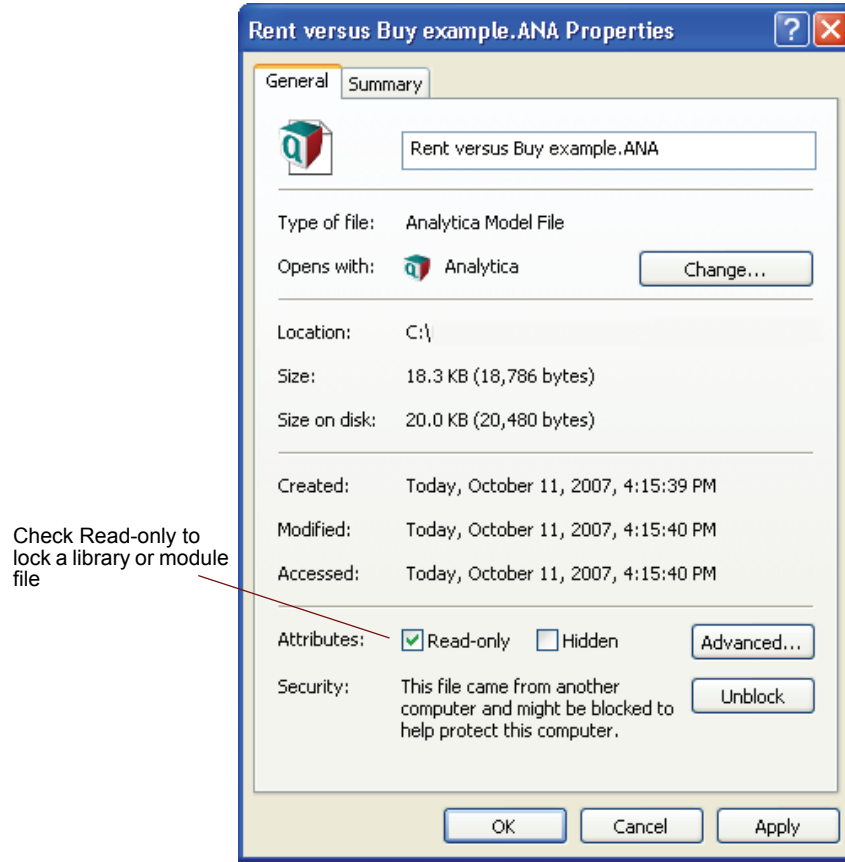 Rent versus Buy example.ANA Properties
General Summary
Rent versus Buy example.ANA
Type of file: Analytica Model File
Opens with: Analytica Change...
Location: C:\
Size: 18.3 KB (18,786 bytes)
Size on disk: 20.0 KB (20,480 bytes)
Created: Today, October 11, 2007, 4:15:39 PM
Modified: Today, October 11, 2007, 4:15:40 PM
Accessed: Today, October 11, 2007, 4:15:40 PM
Check Read-only to
lock a library or module
file
Attributes: Read-only Hidden Advanced...
Security: This file came from another
computer and might be blocked to
help protect this computer.
Unblock
OK Cancel Apply